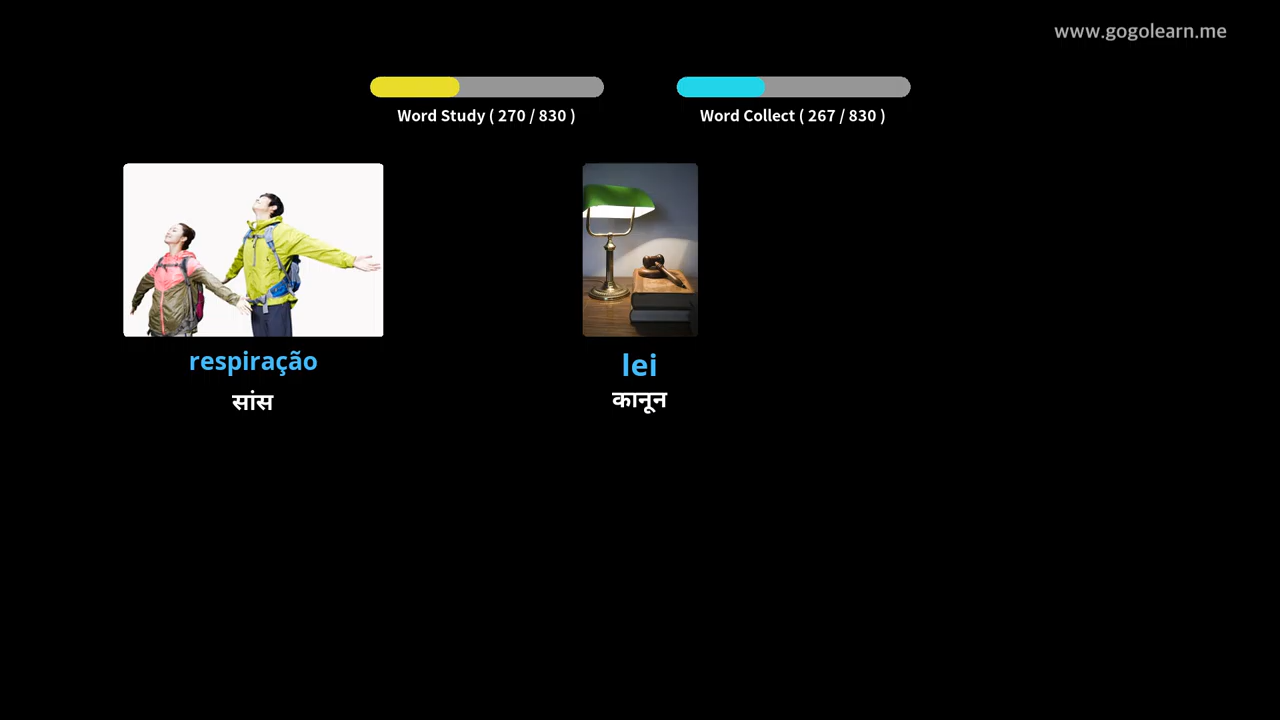 www.gogolearn.me
Word Study ( 270 / 830 )
Word Collect ( 267 / 830 )
respiração
सांस
lei
कानून